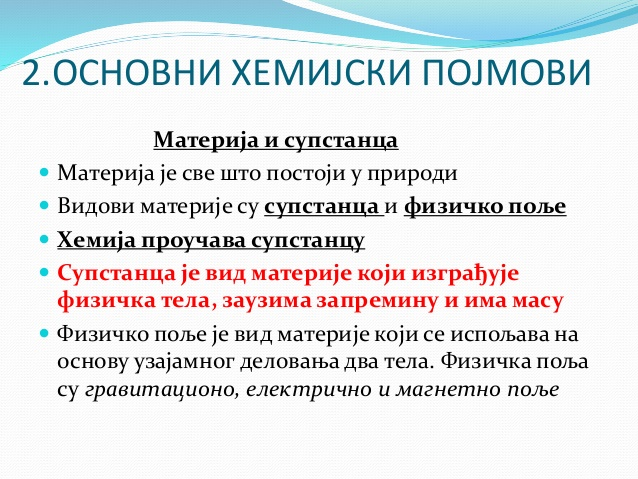 2.ОСНОВНИ ХЕМИЈСКИ ПОЈМОВИ
Материја и супстанца
Материја је све што постоји у природи
Видови материје су супстанца и физичко поље
Хемија проучава супстанцу
Супстанца је вид материје који изграђује
физичка тела, заузима запремину и има масу
Физичко поље је вид материје који се испољава на
основу узајамног деловања два тела. Физичка поља
су гравитационо, електрично и магнетно поље